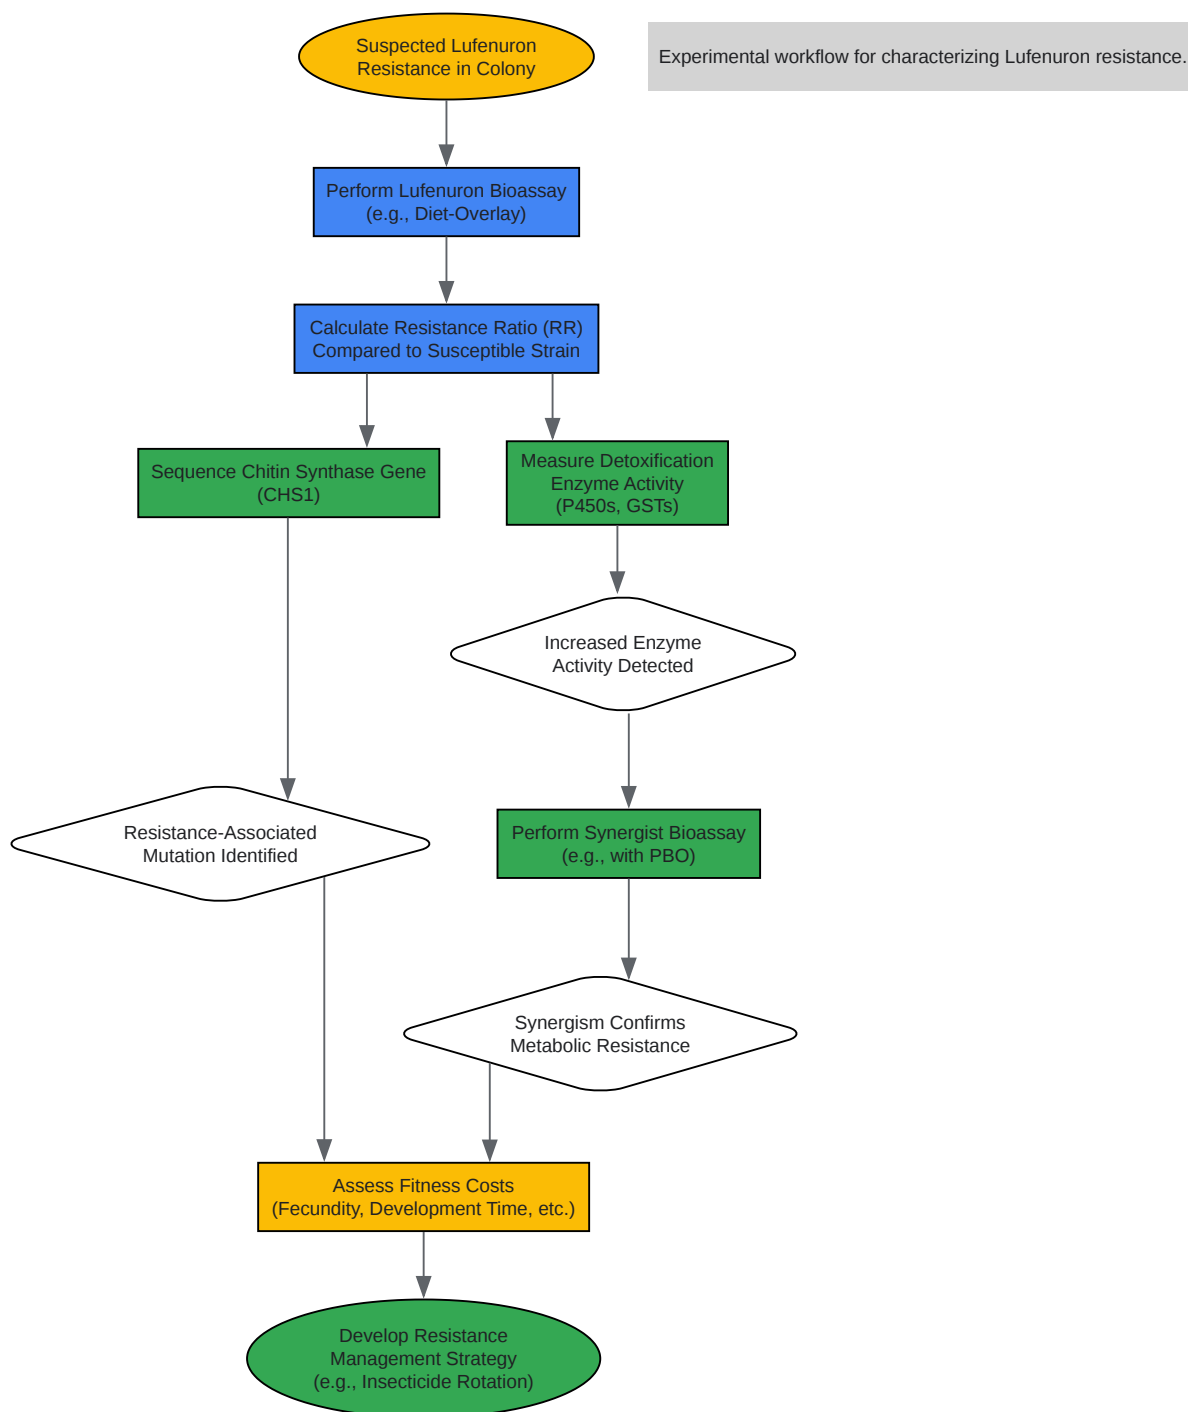 Suspected Lufenuron
Resistance in Colony
Experimental workflow for characterizing Lufenuron resistance.
Perform Lufenuron Bioassay
(e.g., Diet-Overlay)
Calculate Resistance Ratio (RR)
Compared to Susceptible Strain
Sequence Chitin Synthase Gene
(CHS1)
Measure Detoxification
Enzyme Activity
(P450s, GSTs)
Increased Enzyme
Activity Detected
Resistance-Associated
Mutation Identified
Perform Synergist Bioassay
(e.g., with PBO)
Synergism Confirms
Metabolic Resistance
Assess Fitness Costs
(Fecundity, Development Time, etc.)
Develop Resistance
Management Strategy
(e.g., Insecticide Rotation)